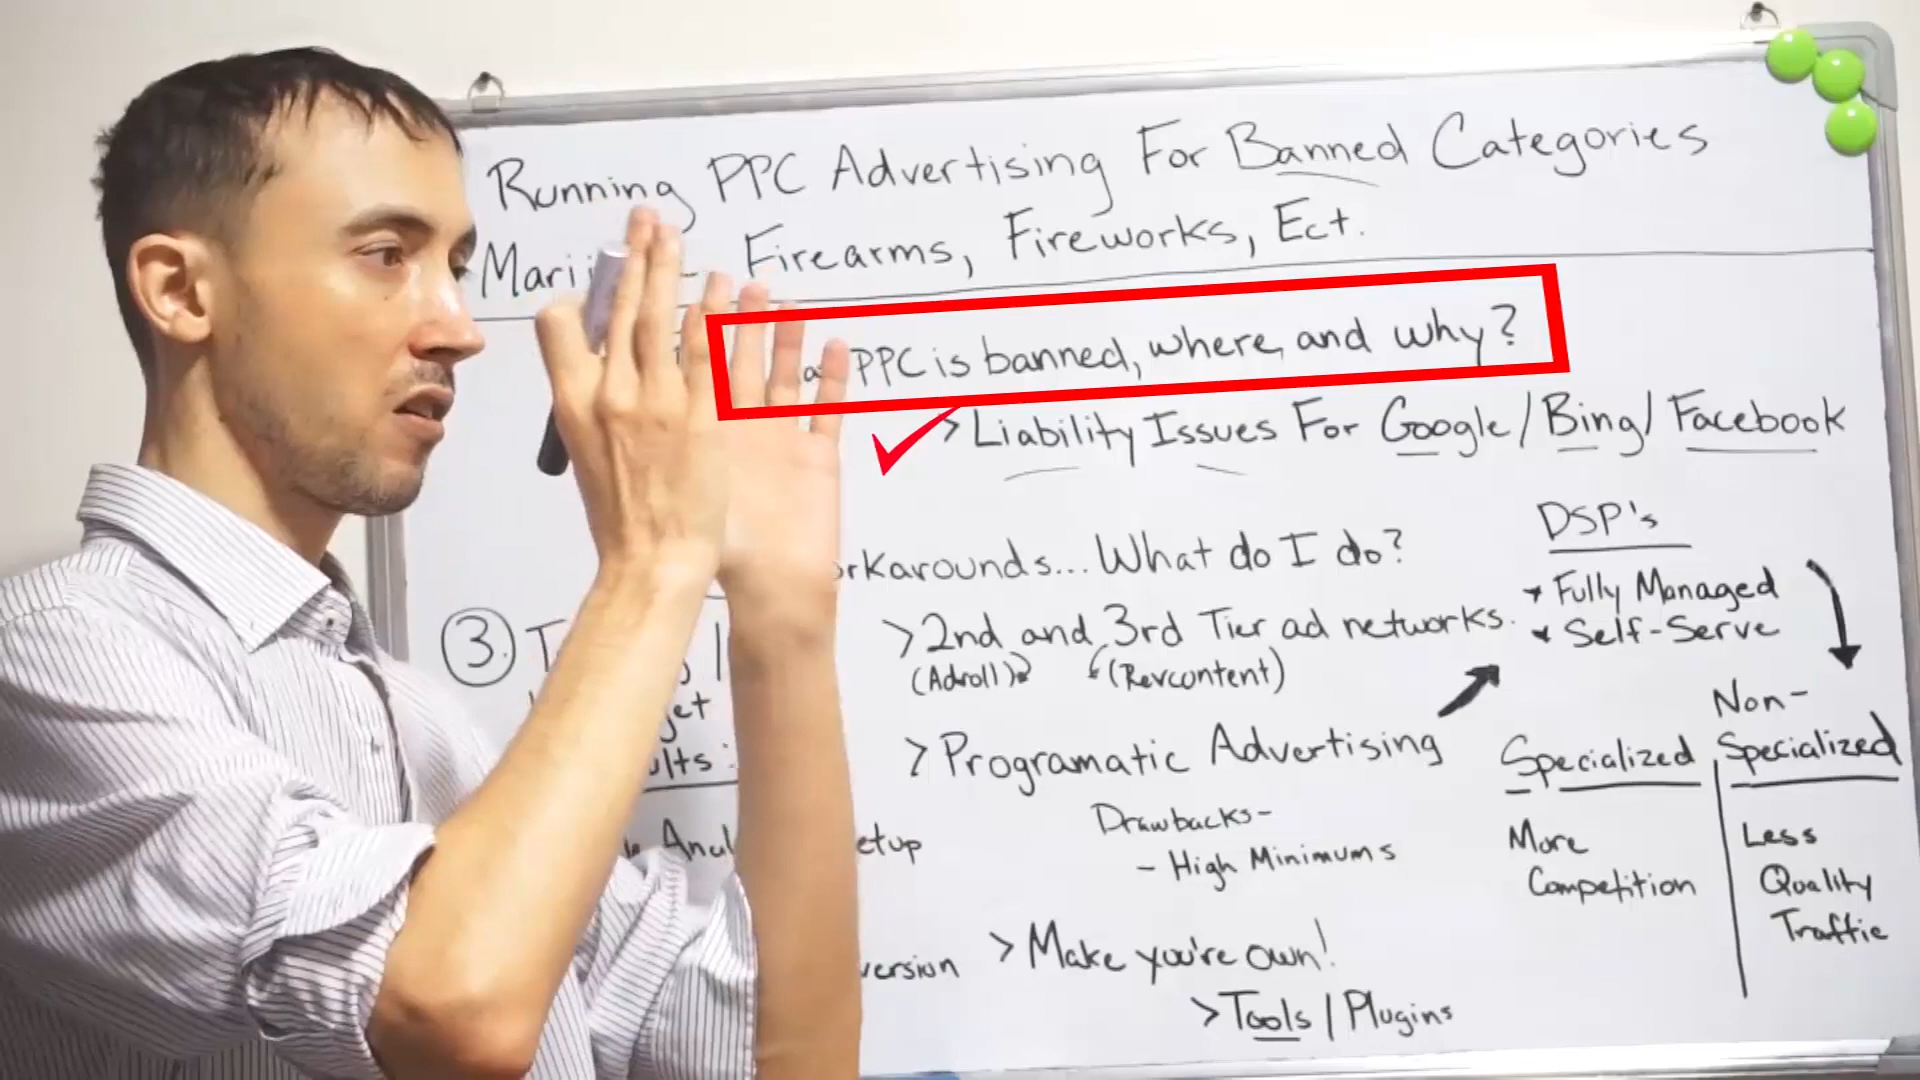 Running PPC Advertising For Banned Categories
Firearms, Fireworks, Ect.
PPC is banned, where, and why?
> Liability Issues For Google/Bing/Facebook
What do I do?
> 2nd and 3rd Tier ad networks.
(Adroll) (Revcontent)
> Programatic Advertising
Drawbacks-
- High Minimums
> Make you're own!
> Tools / Plugins
DSP's
Fully Managed
Self-Serve
Specialized
More
Competition
Non-
Specialized
Less
Quality
Traffic
3.